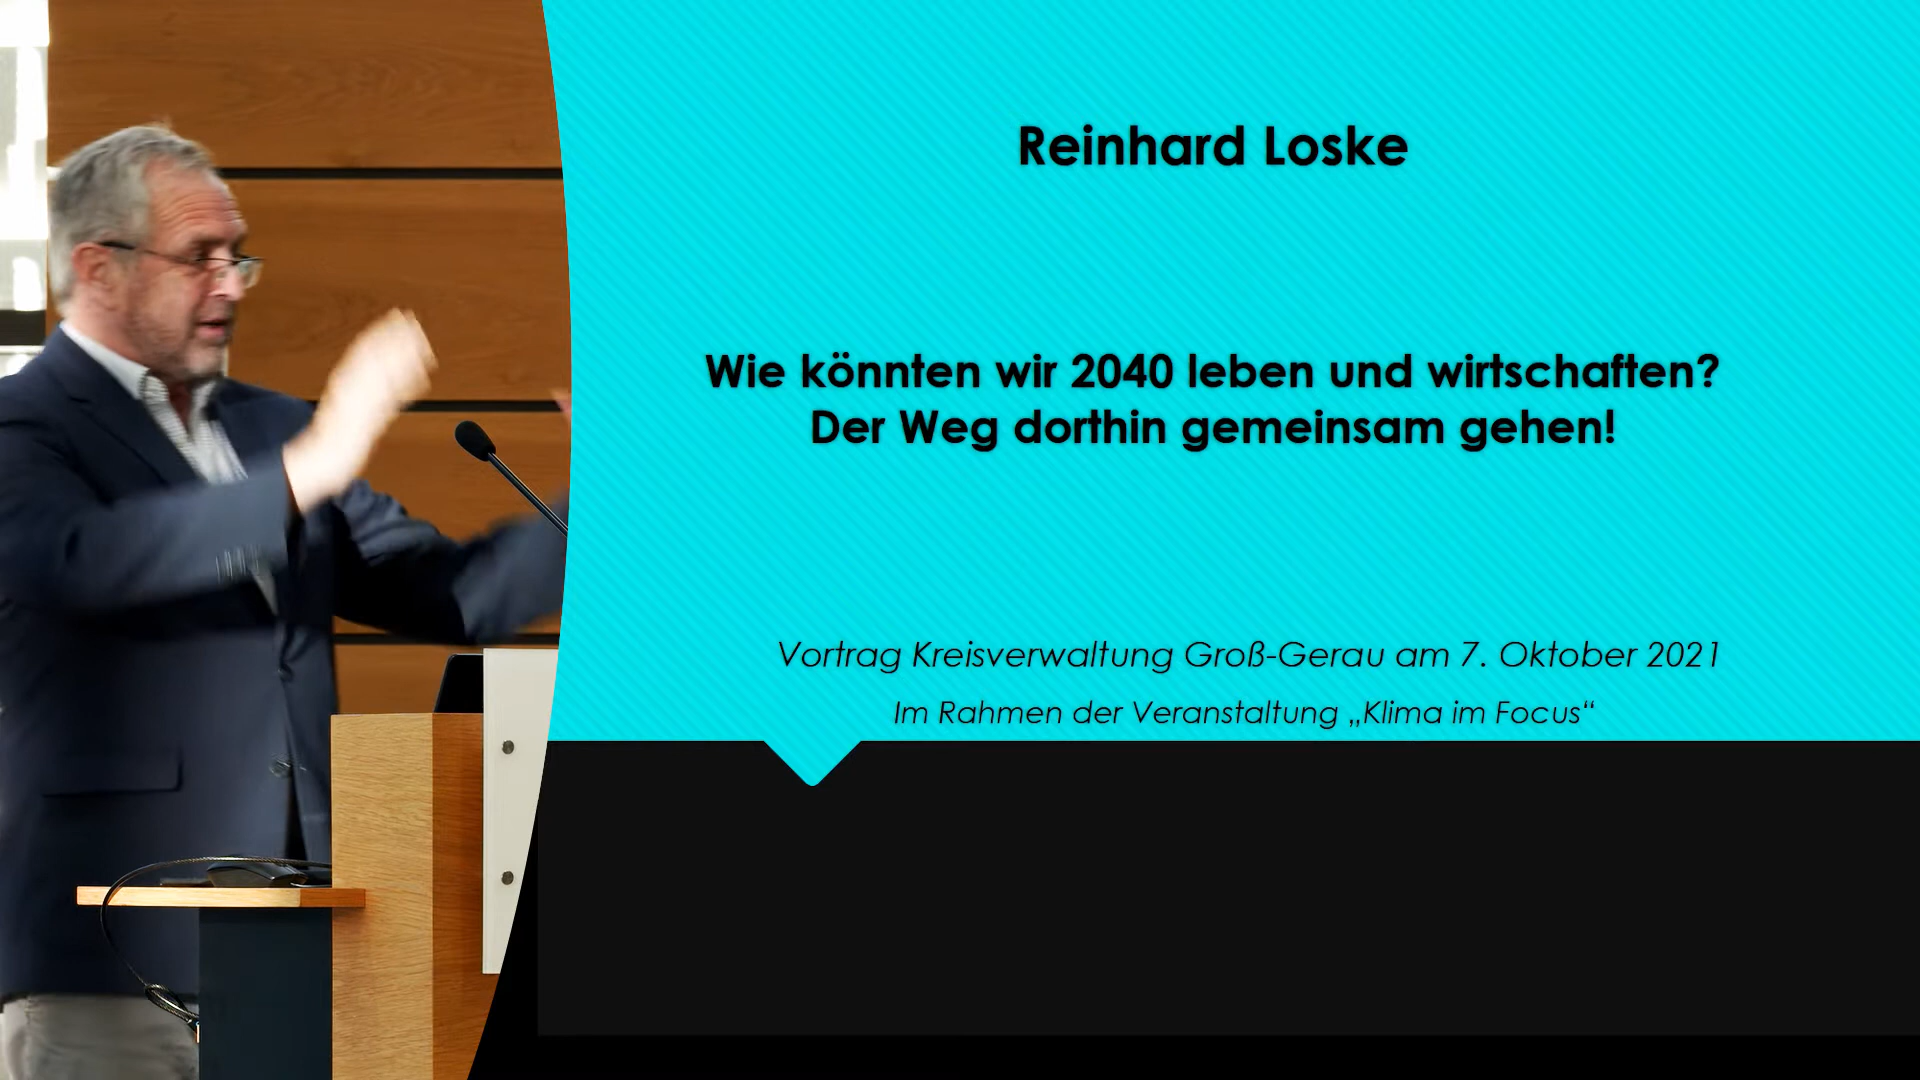 Reinhard Loske
Wie könnten wir 2040 leben und wirtschaften?
Der Weg dorthin gemeinsam gehen!
Vortrag Kreisverwaltung Groß-Gerau am 7. Oktober 2021
Im Rahmen der Veranstaltung „Klima im Focus“